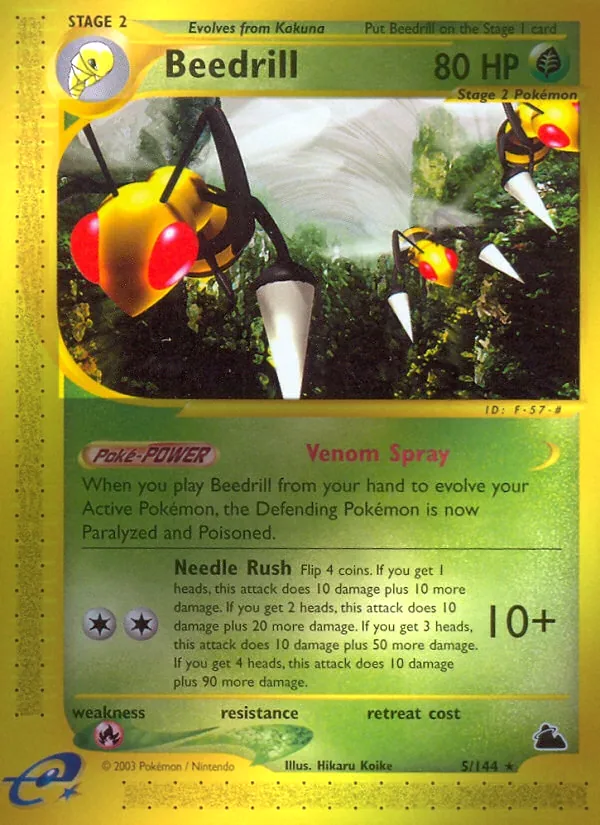 STAGE 2
Evolves from Kakuna
Put Beedrill on the Stage 1 card
Beedrill
80 HP
Stage 2 Pokémon
ID: F-57-#
Poké-POWER
Venom Spray
When you play Beedrill from your hand to evolve your
Active Pokémon, the Defending Pokémon is now
Paralyzed and Poisoned.
Needle Rush Flip 4 coins. If you get 1
heads, this attack does 10 damage plus 10 more
damage. If you get 2 heads, this attack does 10
damage plus 20 more damage. If you get 3 heads,
this attack does 10 damage plus 50 more damage.
If you get 4 heads, this attack does 10 damage
plus 90 more damage.
10+
weakness
resistance
retreat cost
© 2003 Pokémon / Nintendo
Illus. Hikaru Koike
5/144 ★
e